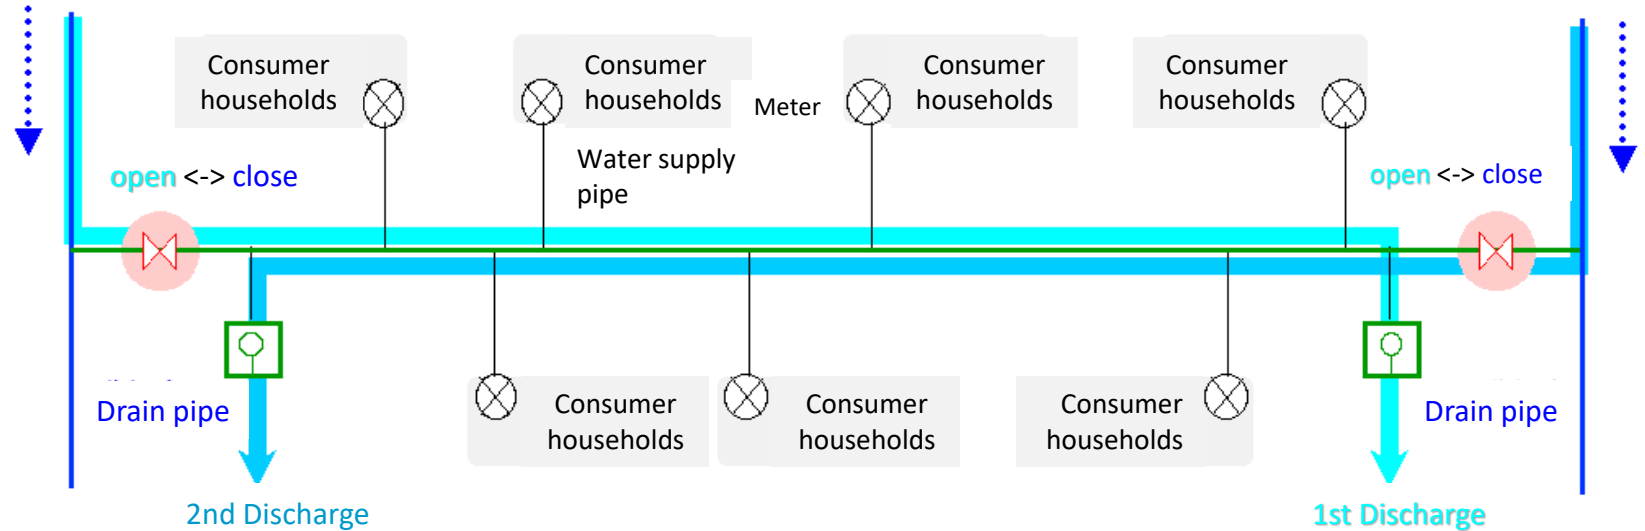 Consumer
households
Consumer
households
Meter
Consumer
households
Consumer
households
open <-> close
Water supply
pipe
open <-> close
Drain pipe
Consumer
households
Consumer
households
Consumer
households
Drain pipe
2nd Discharge
1st Discharge